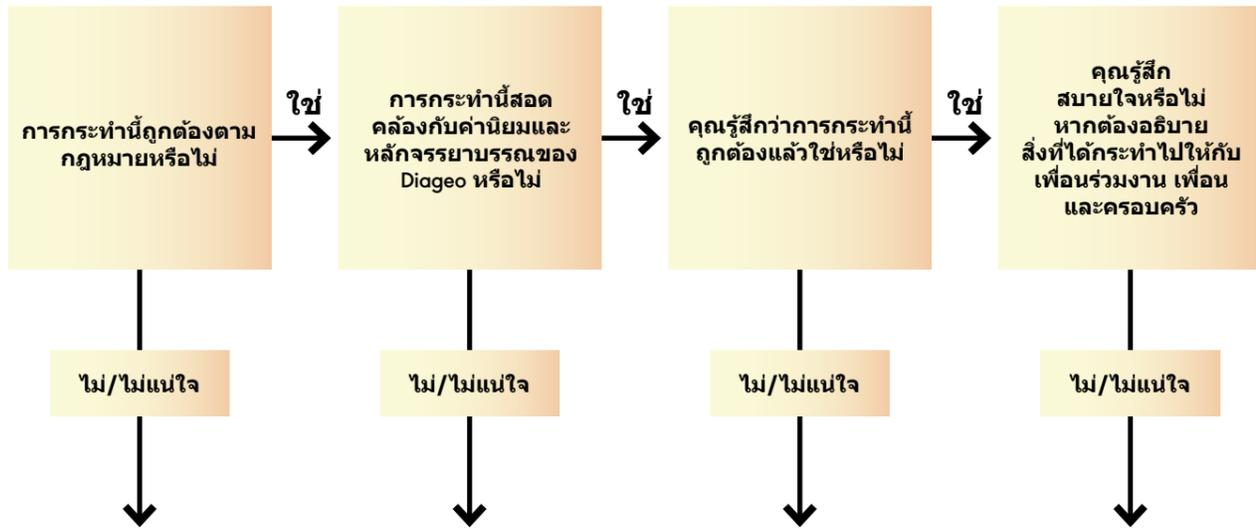 การกระทำนี้ถูกต้องตาม
กฎหมายหรือไม่
ใช่
การกระทำนี้สอด
คล้องกับค่านิยมและ
หลักจรรยาบรรณของ
Diageo หรือไม่
ใช่
คุณรู้สึกว่าการกระทำนี้
ถูกต้องแล้วใช่หรือไม่
ใช่
คุณรู้สึก
สบายใจหรือไม่
หากต้องอธิบาย
สิ่งที่ได้กระทำไปให้กับ
เพื่อนร่วมงาน เพื่อน
และครอบครัว
ไม่/ไม่แน่ใจ
ไม่/ไม่แน่ใจ
ไม่/ไม่แน่ใจ
ไม่/ไม่แน่ใจ